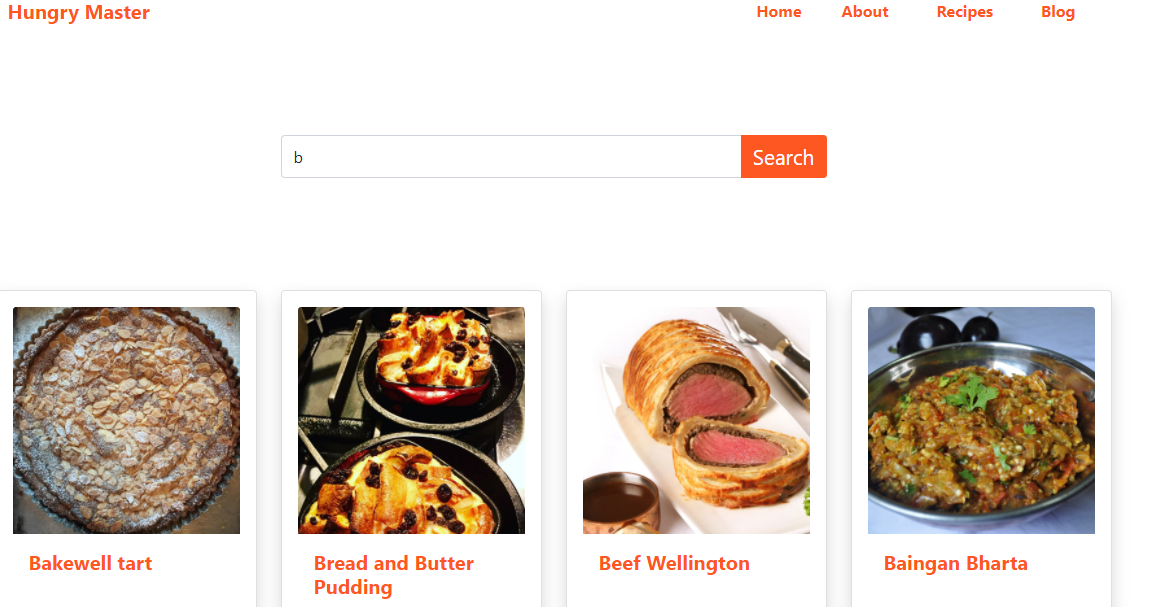 Hungry Master
Home About Recipes Blog
b
Search
Bakewell tart
Bread and Butter
Pudding
Beef Wellington
Baingan Bharta